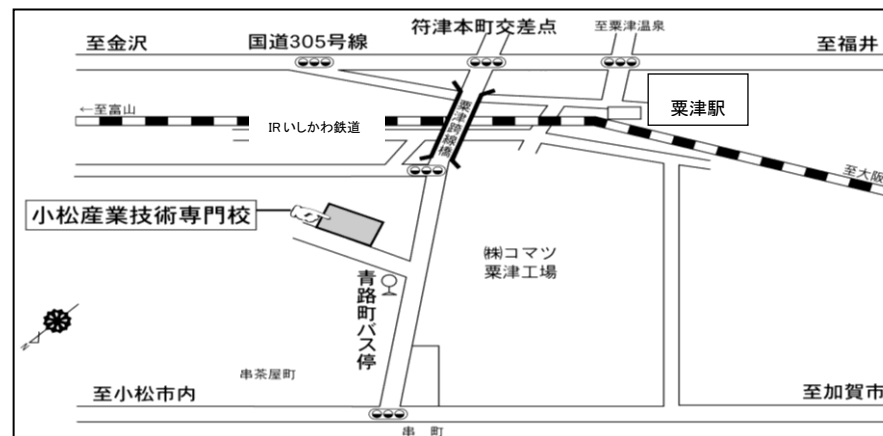 符津本町交差点
至粟津温泉
至金沢
国道305号線
至福井
粟津駅
←至富山
IRいしかわ鉄道
粟津跨線橋
至大阪
小松産業技術専門校
㈱コマツ
粟津工場
青路町バス停
N
串茶屋町
至小松市内
至加賀市
串 町